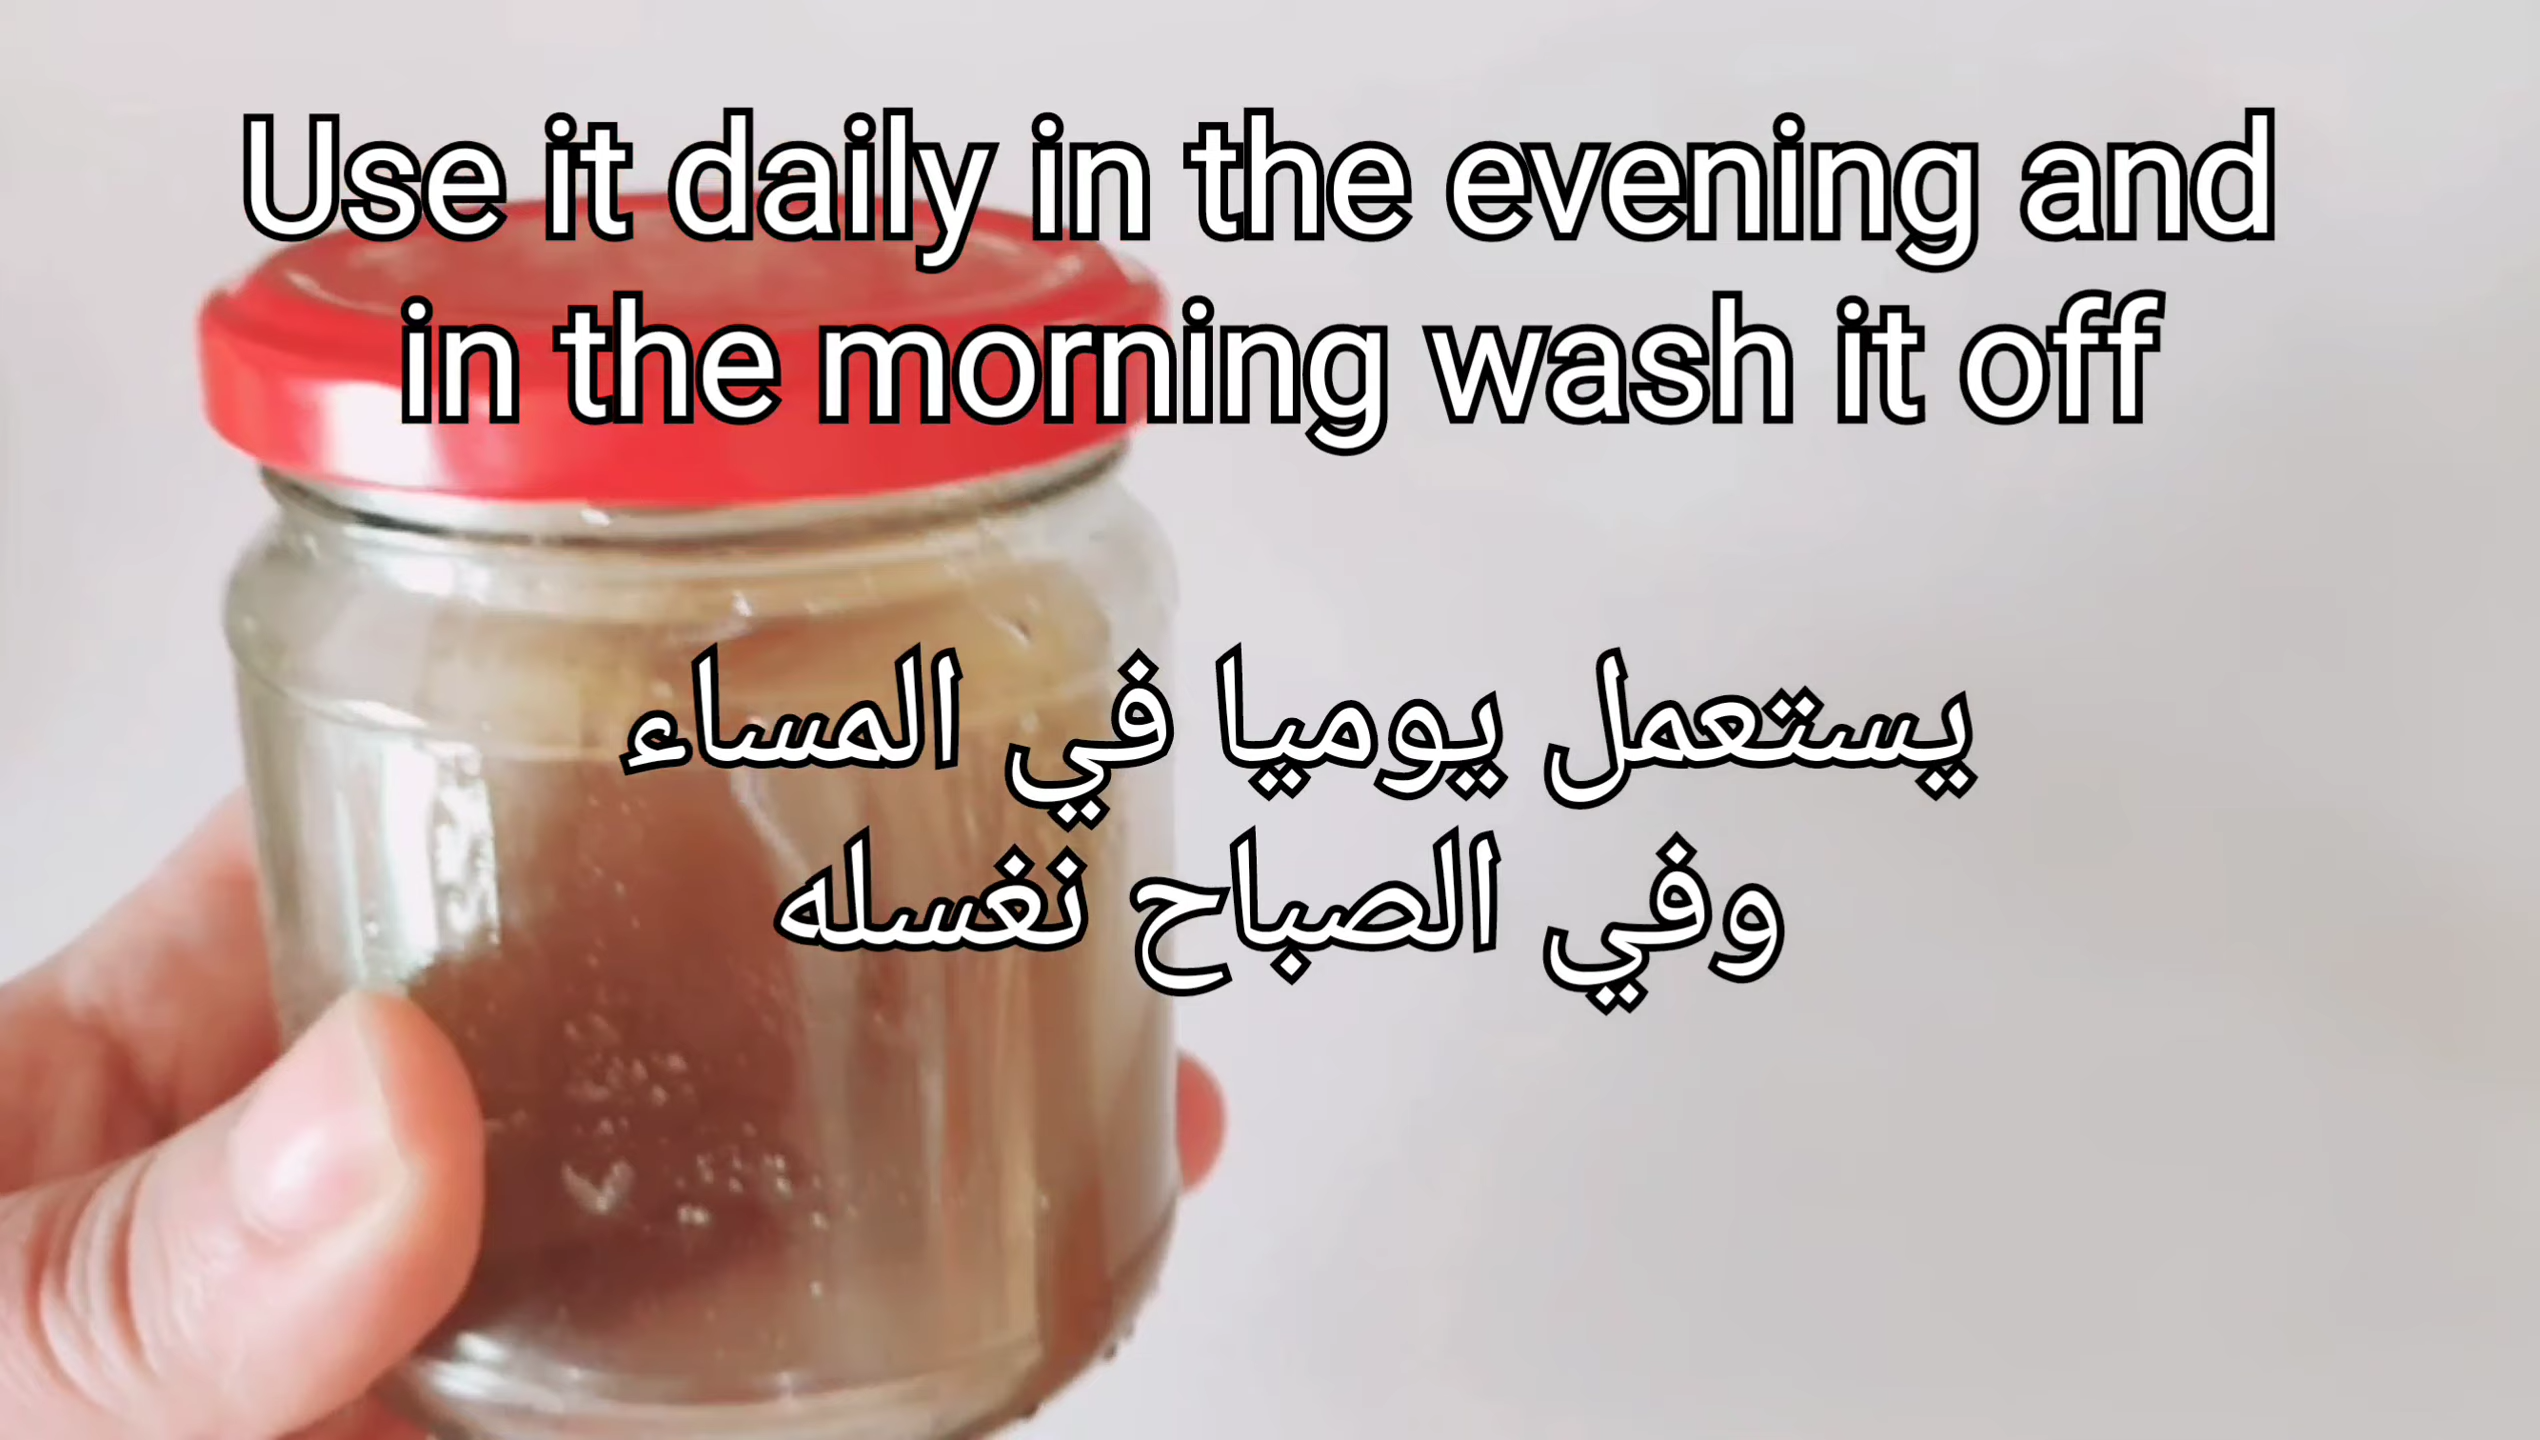 Use it daily in the evening and
in the morning wash it off
يستعمل يوميا في المساء
وفي الصباح نغسله